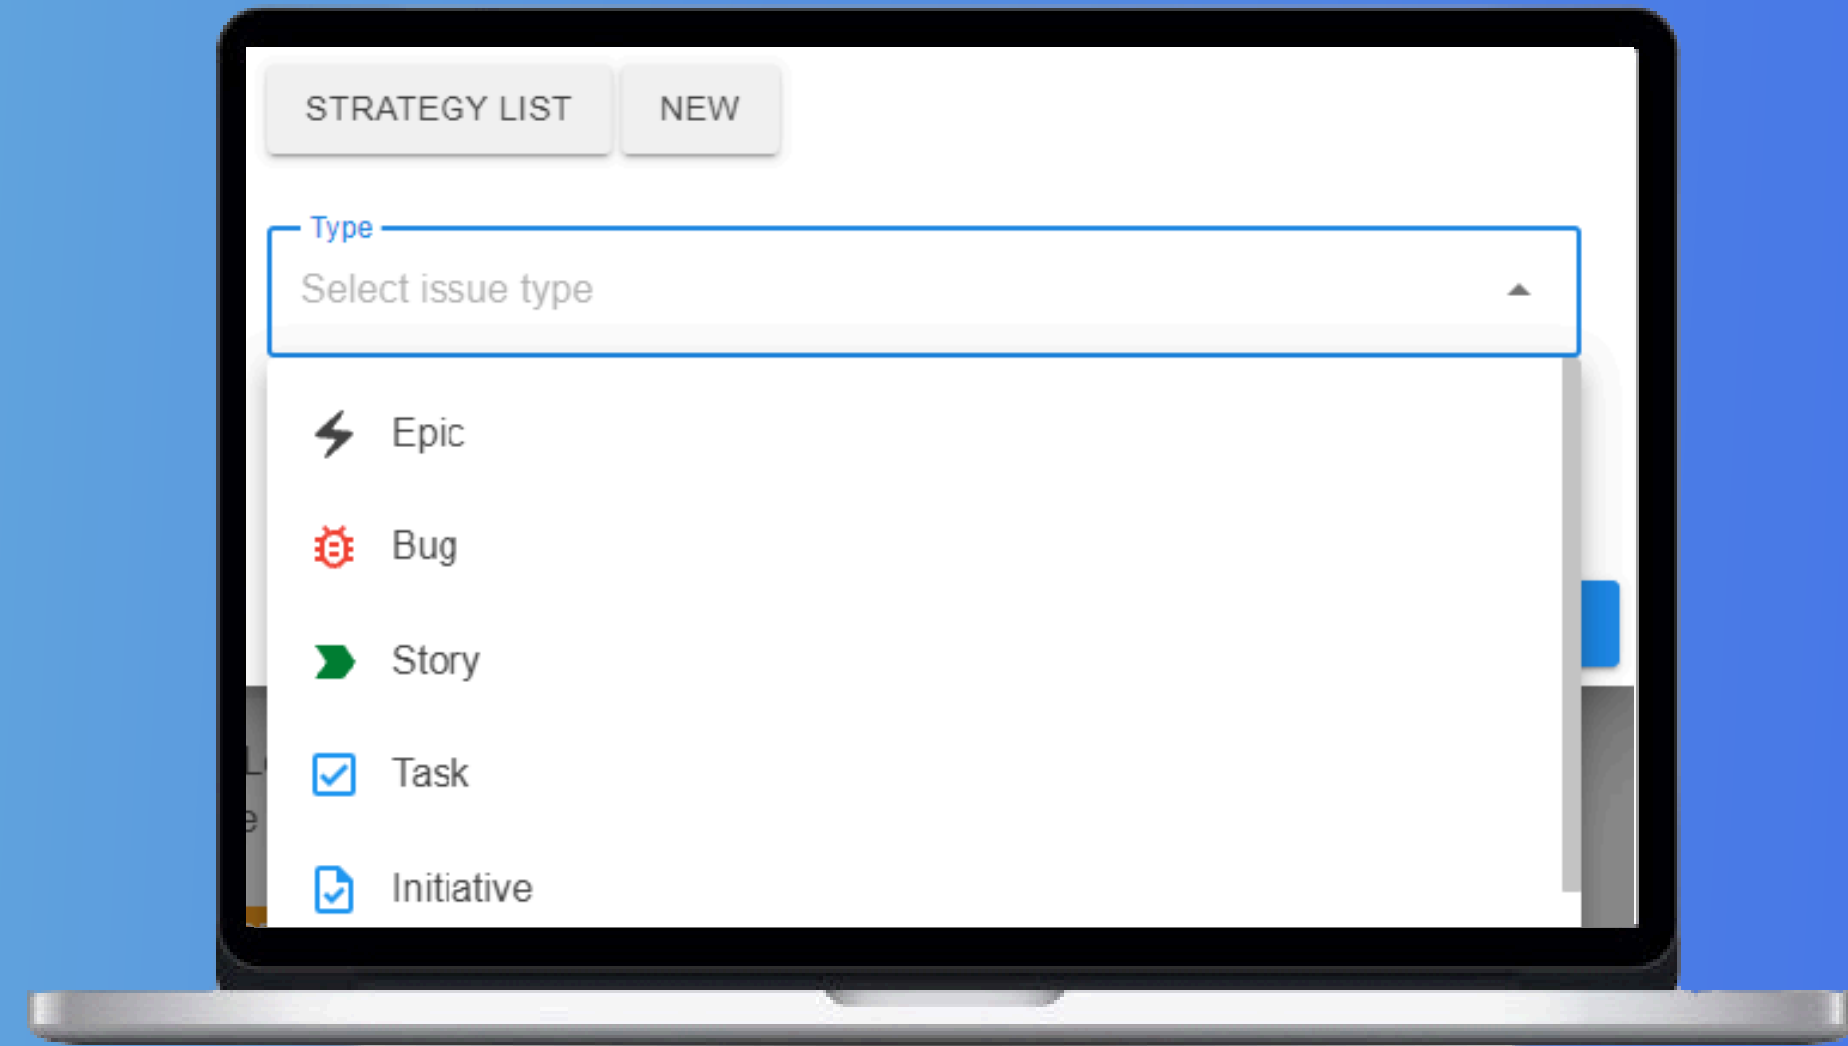 STRATEGY LIST NEW
Type
Select issue type
Epic
Bug
Story
Task
Initiative